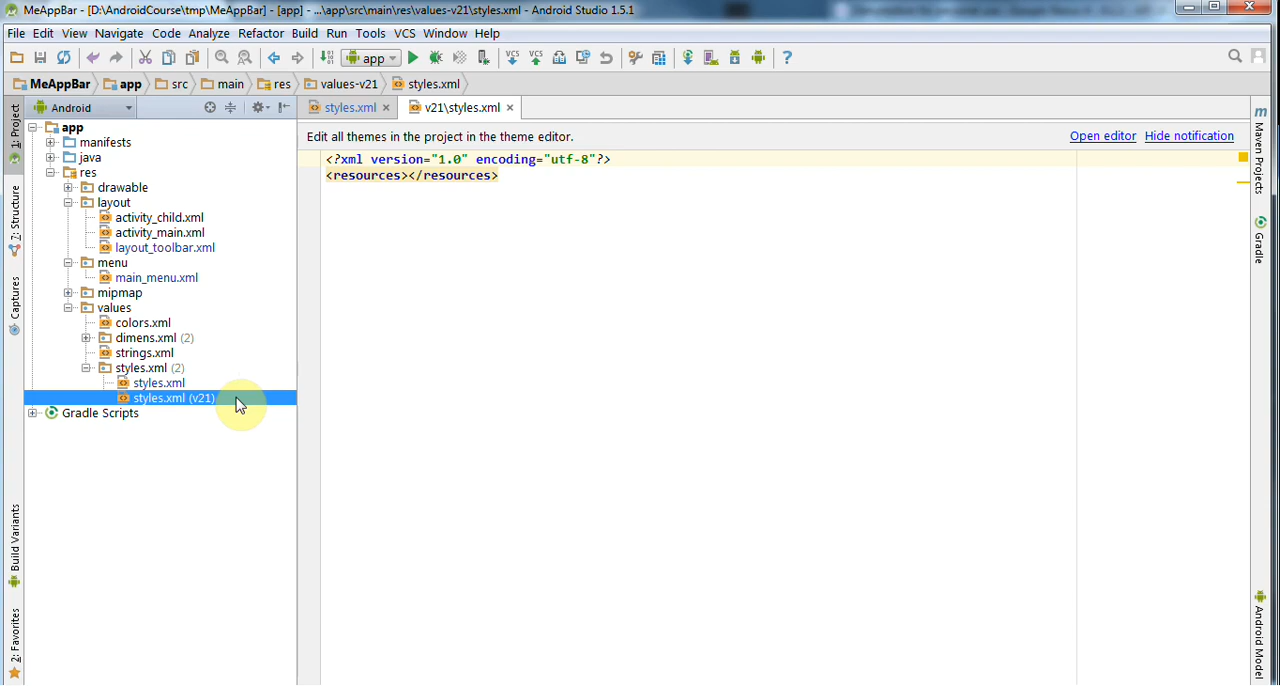 MeAppBar - [D:\AndroidCourse\tmp\MeAppBar] - [app] - ...\app\src\main\res\values-v21\styles.xml - Android Studio 1.5.1
File Edit View Navigate Code Analyze Refactor Build Run Tools VCS Window Help
app
VCS VCS
MeAppBar app src main res values-v21 styles.xml
1: Project
7: Structure
Captures
Build Variants
2: Favorites
Android
styles.xml v21\styles.xml
app
manifests
java
res
drawable
layout
activity_child.xml
activity_main.xml
layout_toolbar.xml
menu
main_menu.xml
mipmap
values
colors.xml
dimens.xml (2)
strings.xml
styles.xml (2)
styles.xml
styles.xml (v21)
Gradle Scripts
Edit all themes in the project in the theme editor. Open editor Hide notification
<?xml version="1.0" encoding="utf-8"?>
<resources></resources>
Maven Projects
Gradle
Android Model